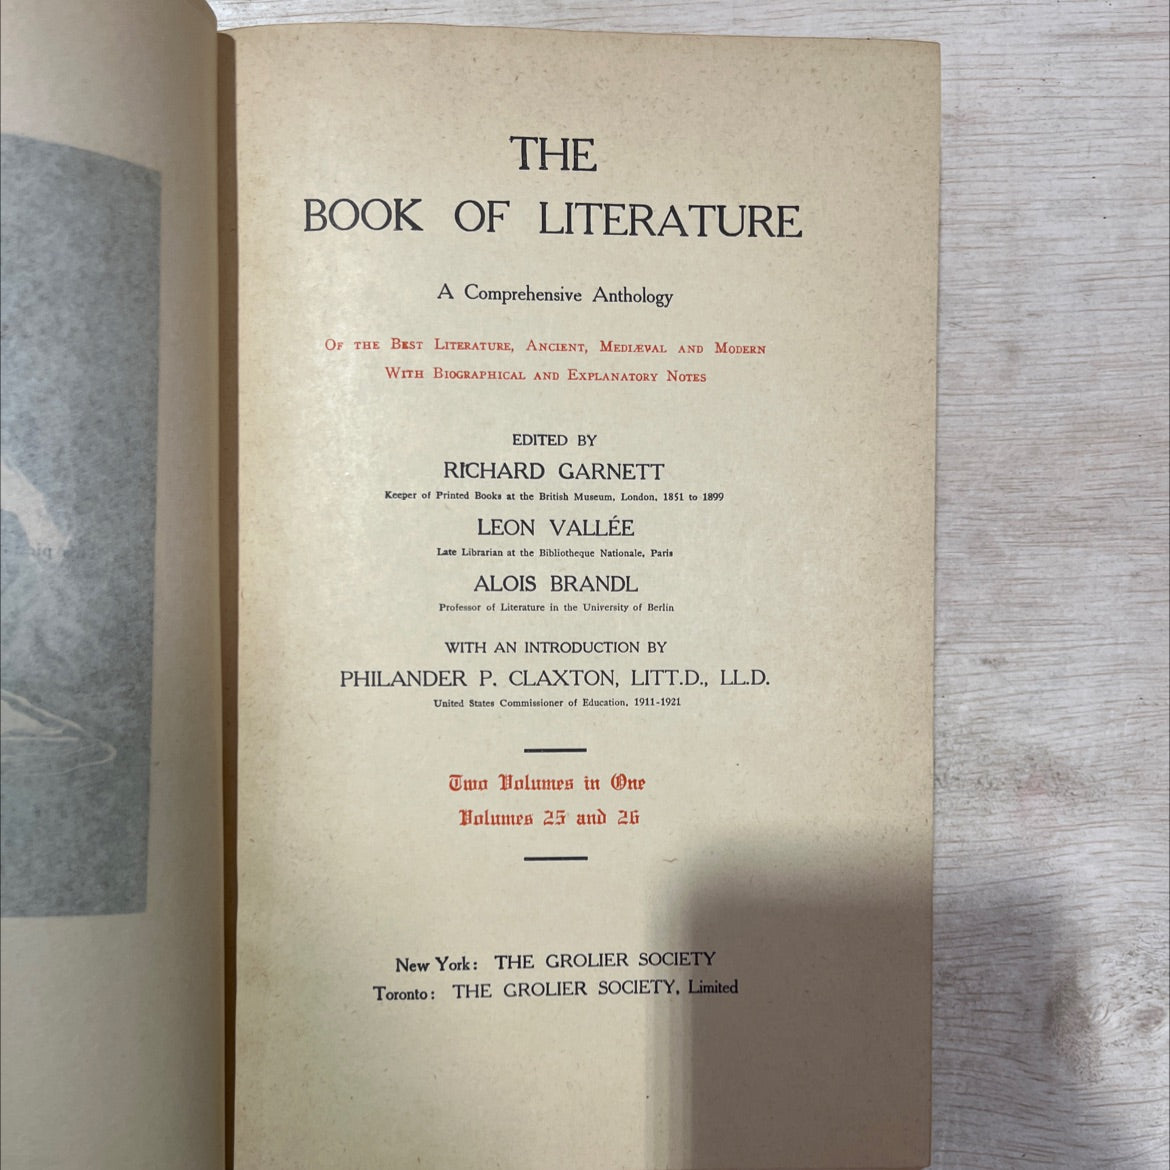 THE
BOOK OF LITERATURE
A Comprehensive Anthology
OF THE BEST LITERATURE, ANCIENT, MEDIÆVAL AND MODERN
WITH BIOGRAPHICAL AND EXPLANATORY NOTES
EDITED BY
RICHARD GARNETT
Keeper of Printed Books at the British Museum, London, 1851 to 1899
LEON VALLÉE
Late Librarian at the Bibliotheque Nationale, Paris
ALOIS BRANDL
Professor of Literature in the University of Berlin
WITH AN INTRODUCTION BY
PHILANDER P. CLAXTON, LITT.D., LL.D.
United States Commissioner of Education, 1911-1921
Two Volumes in One
Volumes 25 and 26
New York: THE GROLIER SOCIETY
Toronto: THE GROLIER SOCIETY, Limited